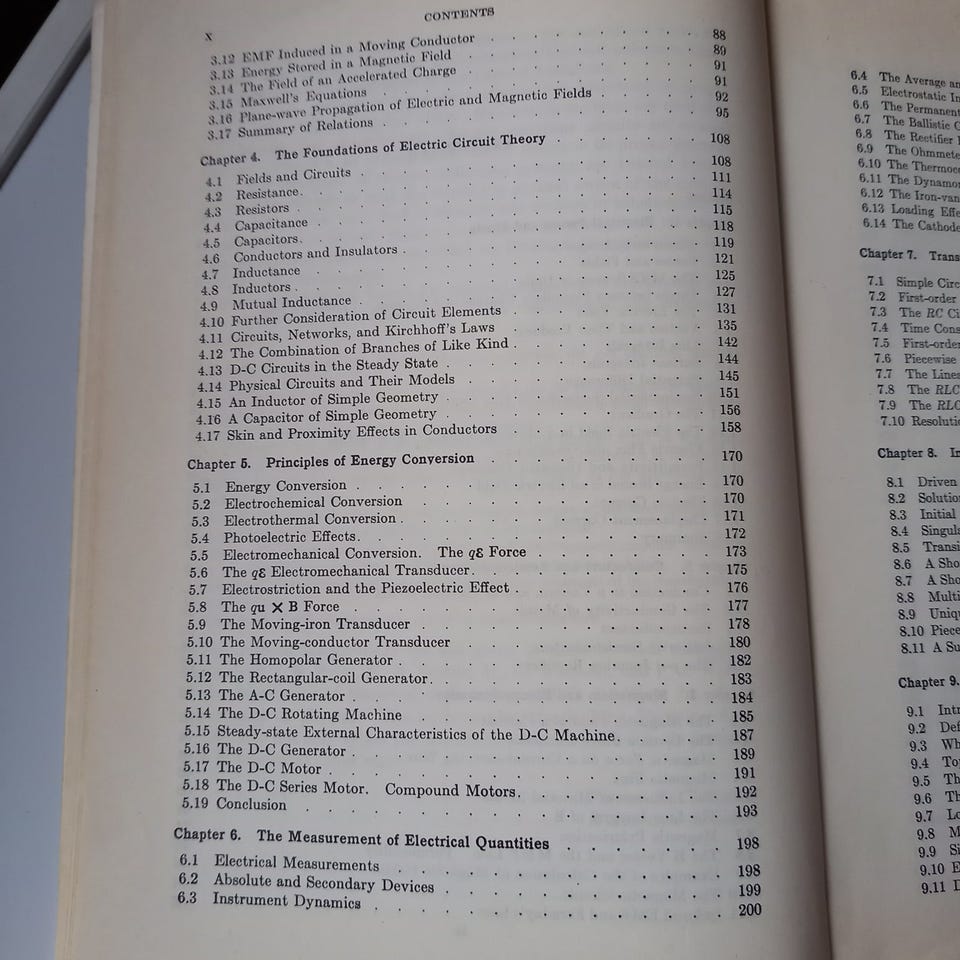 X CONTENTS
3.12 EMF Induced in a Moving Conductor 88
3.13 Energy Stored in a Magnetic Field 89
3.14 The Field of an Accelerated Charge 91
3.15 Maxwell's Equations 91
3.16 Plane-wave Propagation of Electric and Magnetic Fields 92
3.17 Summary of Relations 95
Chapter 4. The Foundations of Electric Circuit Theory 108
4.1 Fields and Circuits 108
4.2 Resistance 111
4.3 Resistors 114
4.4 Capacitance 115
4.5 Capacitors 118
4.6 Conductors and Insulators 119
4.7 Inductance 121
4.8 Inductors 125
4.9 Mutual Inductance 127
4.10 Further Consideration of Circuit Elements 131
4.11 Circuits, Networks, and Kirchhoff's Laws 135
4.12 The Combination of Branches of Like Kind 142
4.13 D-C Circuits in the Steady State 144
4.14 Physical Circuits and Their Models 145
4.15 An Inductor of Simple Geometry 151
4.16 A Capacitor of Simple Geometry 156
4.17 Skin and Proximity Effects in Conductors 158
Chapter 5. Principles of Energy Conversion 170
5.1 Energy Conversion 170
5.2 Electrochemical Conversion 170
5.3 Electrothermal Conversion 171
5.4 Photoelectric Effects 172
5.5 Electromechanical Conversion. The qℰ Force 173
5.6 The qℰ Electromechanical Transducer 175
5.7 Electrostriction and the Piezoelectric Effect 176
5.8 The qu × B Force 177
5.9 The Moving-iron Transducer 178
5.10 The Moving-conductor Transducer 180
5.11 The Homopolar Generator 182
5.12 The Rectangular-coil Generator 183
5.13 The A-C Generator 184
5.14 The D-C Rotating Machine 185
5.15 Steady-state External Characteristics of the D-C Machine 187
5.16 The D-C Generator 189
5.17 The D-C Motor 191
5.18 The D-C Series Motor. Compound Motors 192
5.19 Conclusion 193
Chapter 6. The Measurement of Electrical Quantities 198
6.1 Electrical Measurements 198
6.2 Absolute and Secondary Devices 199
6.3 Instrument Dynamics 200
6.4 The Average an
6.5 Electrostatic In
6.6 The Permanent
6.7 The Ballistic
6.8 The Rectifier
6.9 The Ohmmete
6.10 The Thermoc
6.11 The Dynamo
6.12 The Iron-van
6.13 Loading Effe
6.14 The Cathode
Chapter 7. Trans
7.1 Simple Circ
7.2 First-order
7.3 The RC Ci
7.4 Time Cons
7.5 First-order
7.6 Piecewise
7.7 The Lines
7.8 The RLC
7.9 The RLC
7.10 Resolutio
Chapter 8. In
8.1 Driven
8.2 Solution
8.3 Initial
8.4 Singula
8.5 Transi
8.6 A Sho
8.7 A Sho
8.8 Multi
8.9 Uniqu
8.10 Piece
8.11 A Su
Chapter 9.
9.1 Intr
9.2 Def
9.3 Wh
9.4 To
9.5 Th
9.6 Th
9.7 Lo
9.8 M
9.9 Si
9.10 E
9.11 D